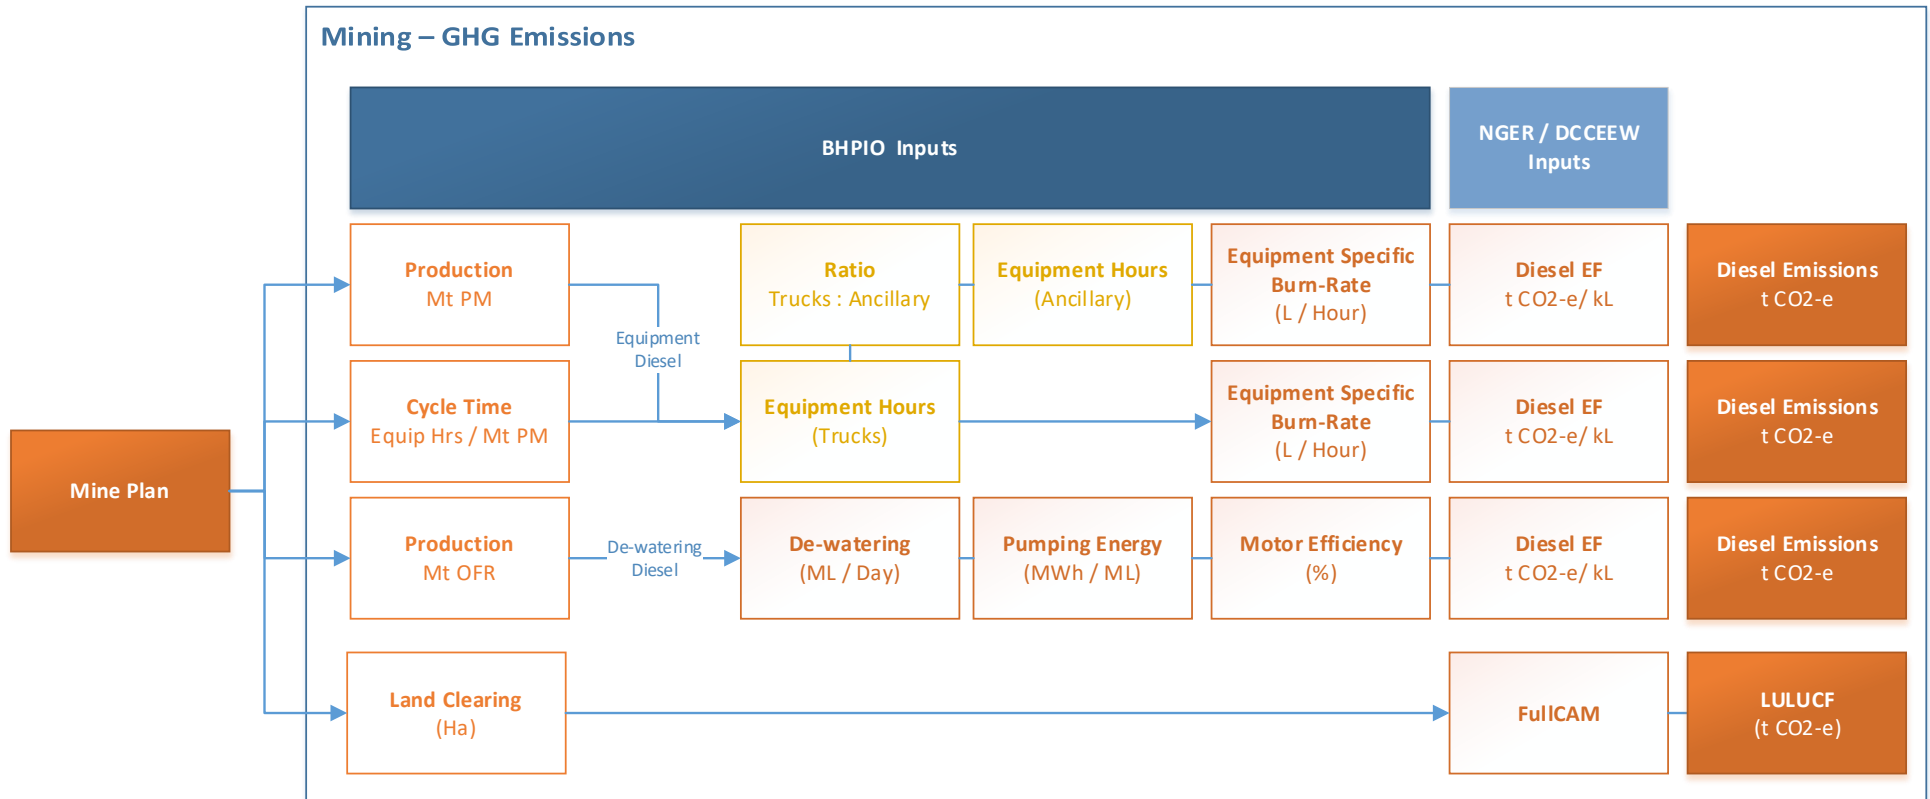 Mining – GHG Emissions
BHPIO Inputs
NGER / DCCEEW
Inputs
Production
Mt PM
Ratio
Trucks : Ancillary
Equipment Hours
(Ancillary)
Equipment Specific
Burn-Rate
(L / Hour)
Diesel EF
t CO2-e/ kL
Diesel Emissions
t CO2-e
Equipment
Diesel
Cycle Time
Equip Hrs / Mt PM
Equipment Hours
(Trucks)
Equipment Specific
Burn-Rate
(L / Hour)
Diesel EF
t CO2-e/ kL
Diesel Emissions
t CO2-e
Mine Plan
Production
Mt OFR
De-watering
Diesel
De-watering
(ML / Day)
Pumping Energy
(MWh / ML)
Motor Efficiency
(%)
Diesel EF
t CO2-e/ kL
Diesel Emissions
t CO2-e
Land Clearing
(Ha)
FullCAM
LULUCF
(t CO2-e)